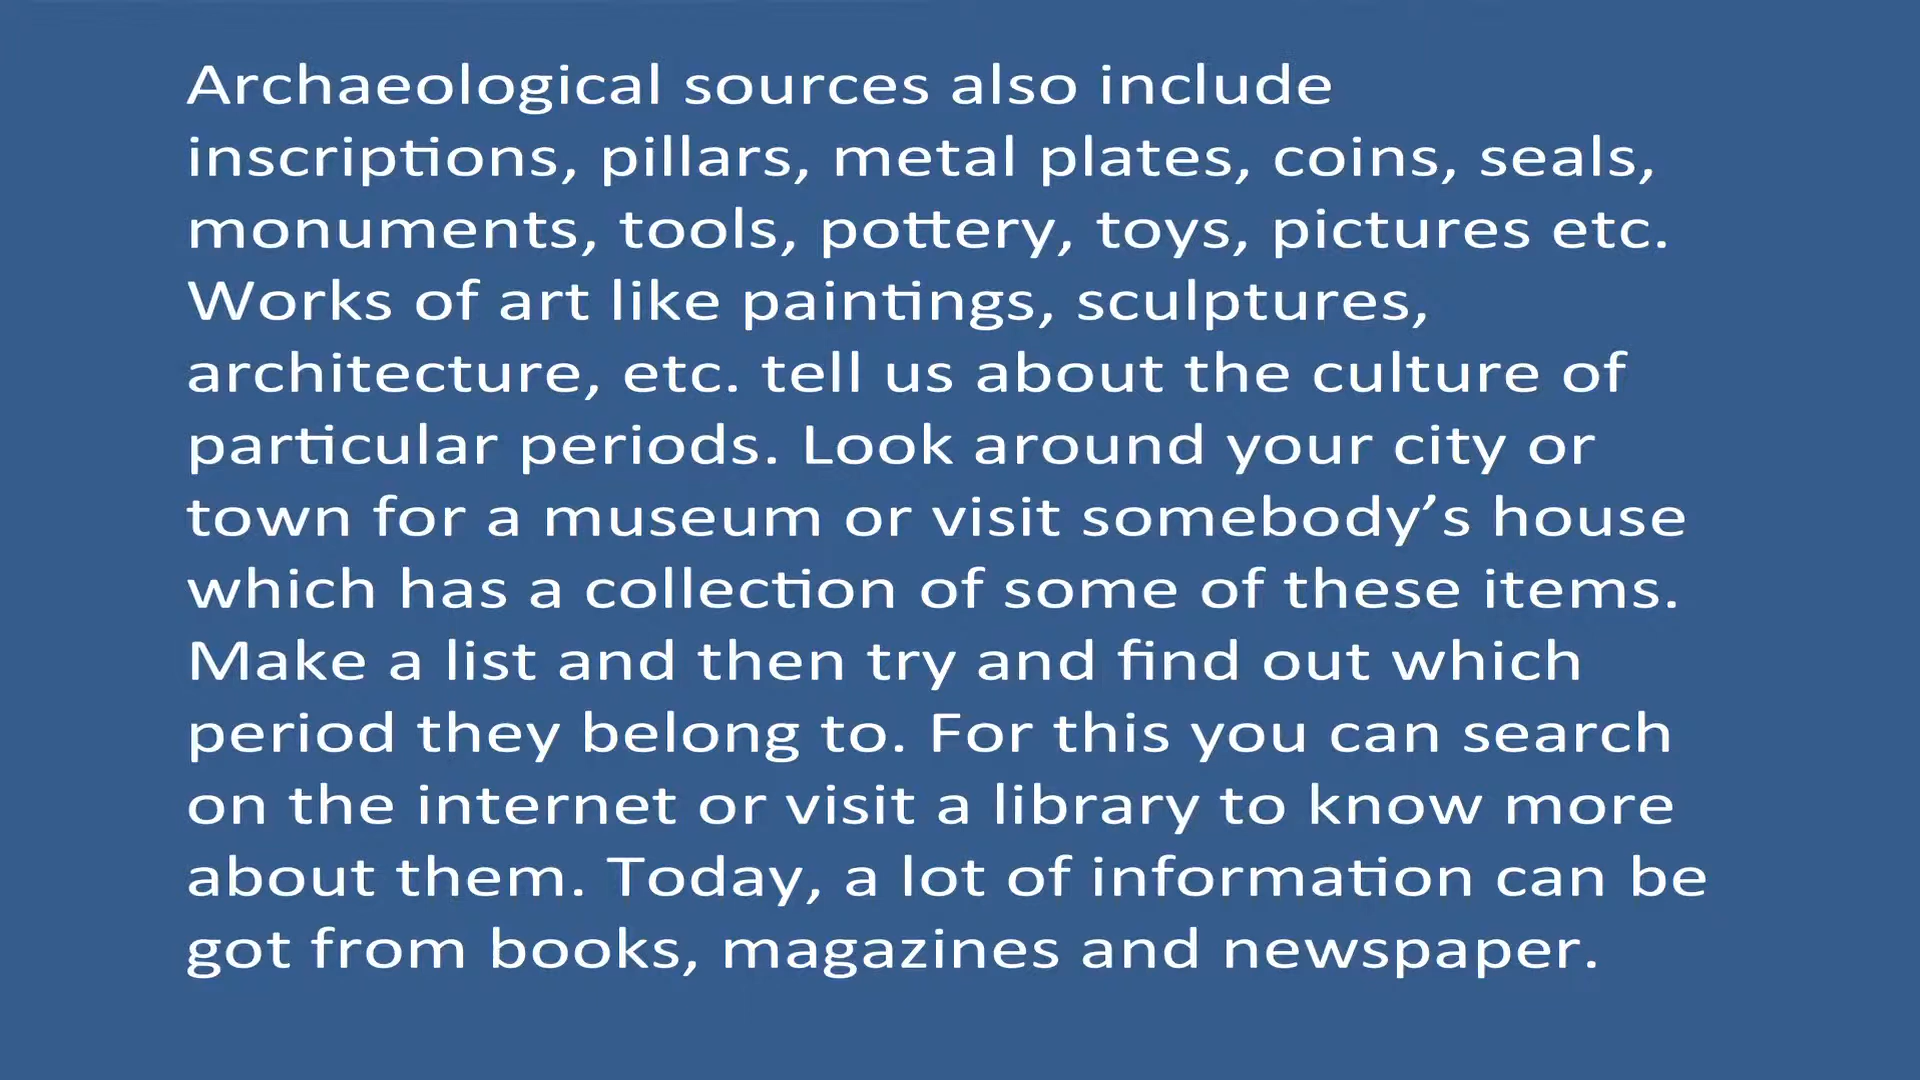 Archaeological sources also include
inscriptions, pillars, metal plates, coins, seals,
monuments, tools, pottery, toys, pictures etc.
Works of art like paintings, sculptures,
architecture, etc. tell us about the culture of
particular periods. Look around your city or
town for a museum or visit somebody’s house
which has a collection of some of these items.
Make a list and then try and find out which
period they belong to. For this you can search
on the internet or visit a library to know more
about them. Today, a lot of information can be
got from books, magazines and newspaper.